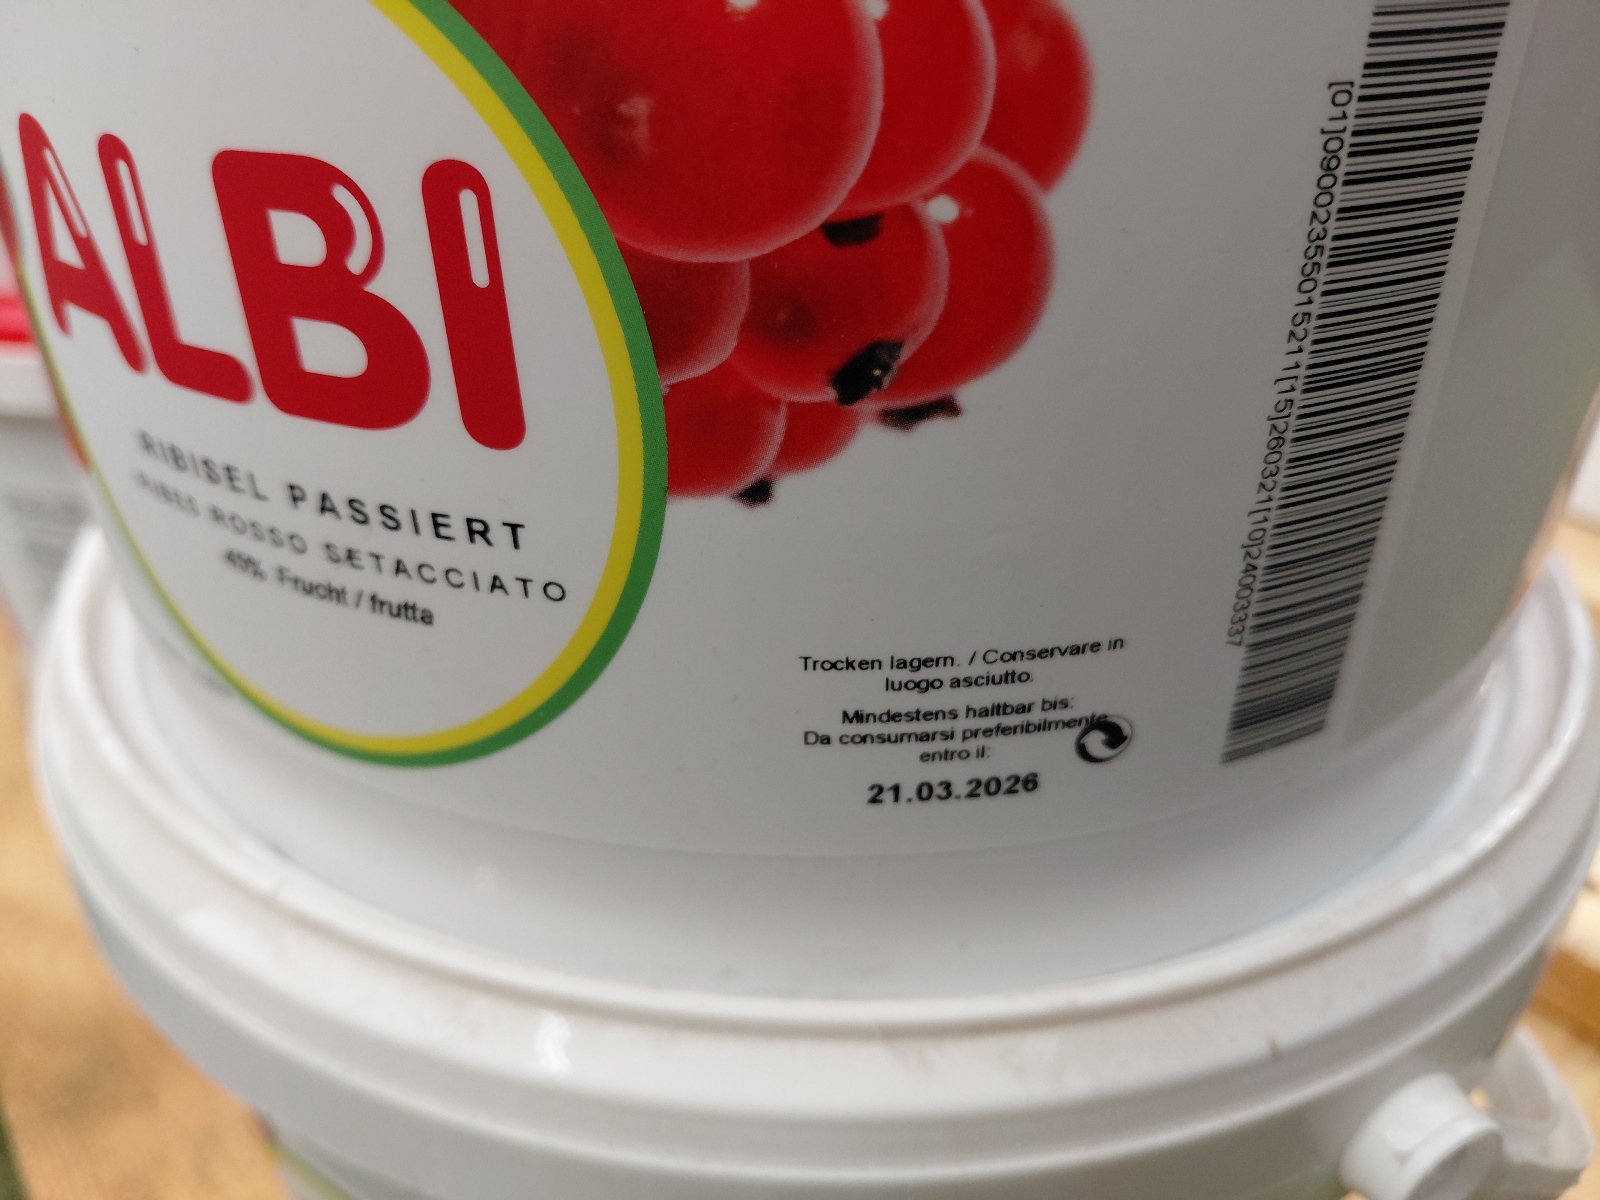 ALBI
RIBISEL PASSIERT
RIBES ROSSO SETACCIATO
49% Frucht / frutta
Trocken lagern. / Conservare in
luogo asciutto.
Mindestens haltbar bis:
Da consumarsi preferibilmente
entro il:
21.03.2026
[01]09002355015211[15]260321[10]2403337